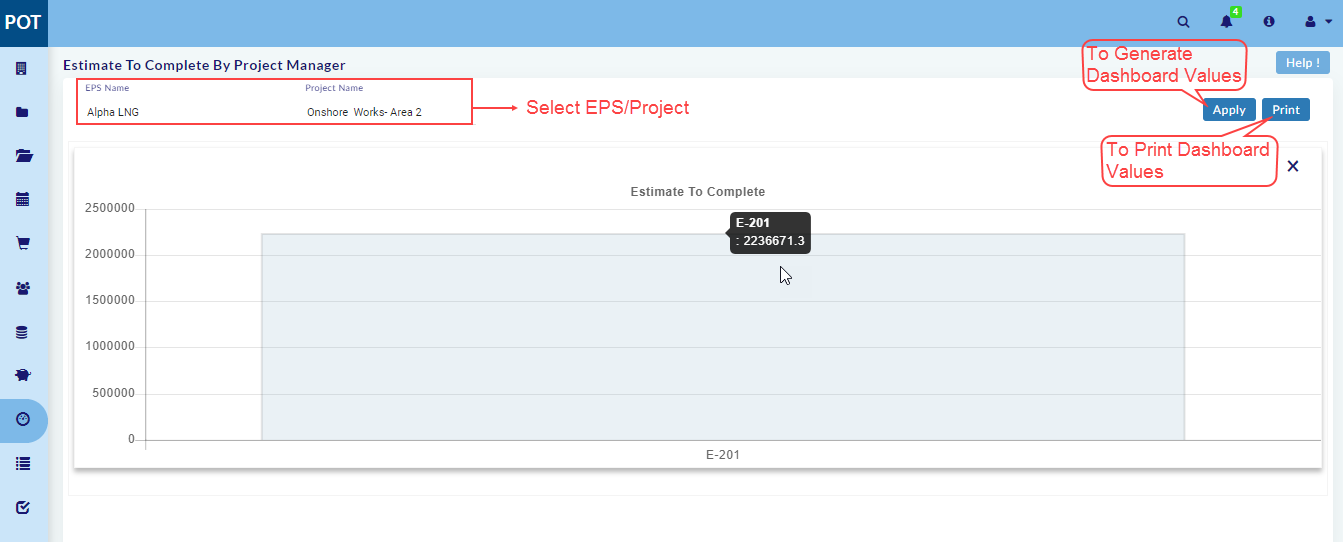 POT
4
Estimate To Complete By Project Manager
Help !
To Generate
Dashboard Values
EPS Name
Project Name
Alpha LNG
Onshore Works- Area 2
Select EPS/Project
Apply
Print
To Print Dashboard
Values
Estimate To Complete
2500000
2000000
1500000
1000000
500000
0
E-201
: 2236671.3
E-201